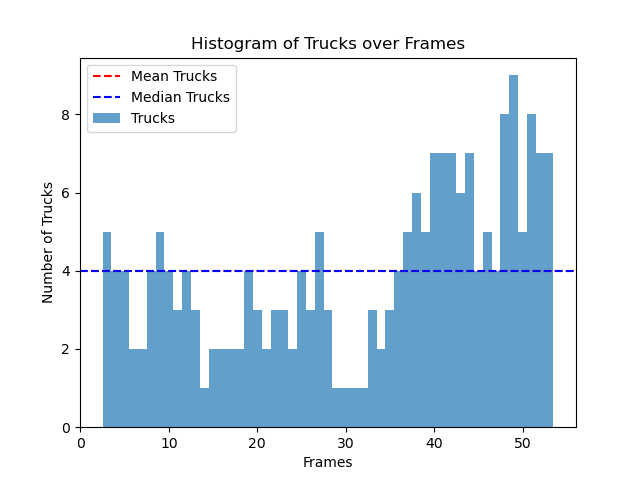 Histogram of Trucks over Frames
Mean Trucks
Median Trucks
Trucks
Number of Trucks
8
6
4
2
0
0 10 20 30 40 50
Frames